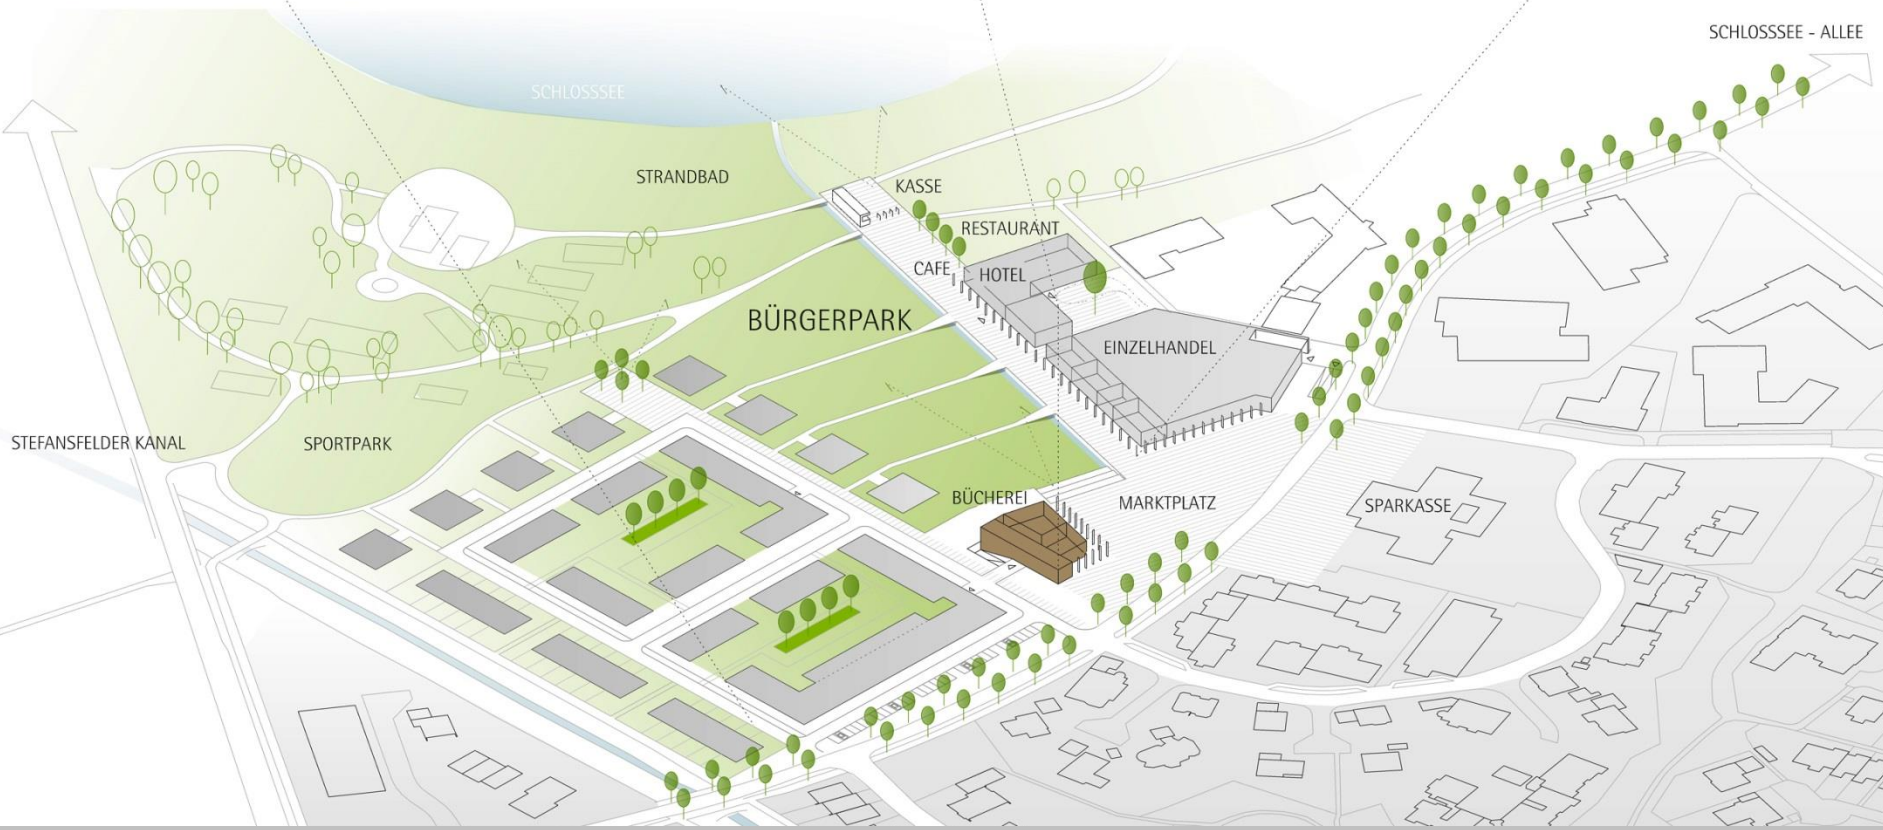 SCHLOSSSEE - ALLEE
SCHLOSSSEE
STRANDBAD
KASSE
RESTAURANT
CAFE
HOTEL
BÜRGERPARK
EINZELHANDEL
STEFANSFELDER KANAL
SPORTPARK
BÜCHEREI
MARKTPLATZ
SPARKASSE